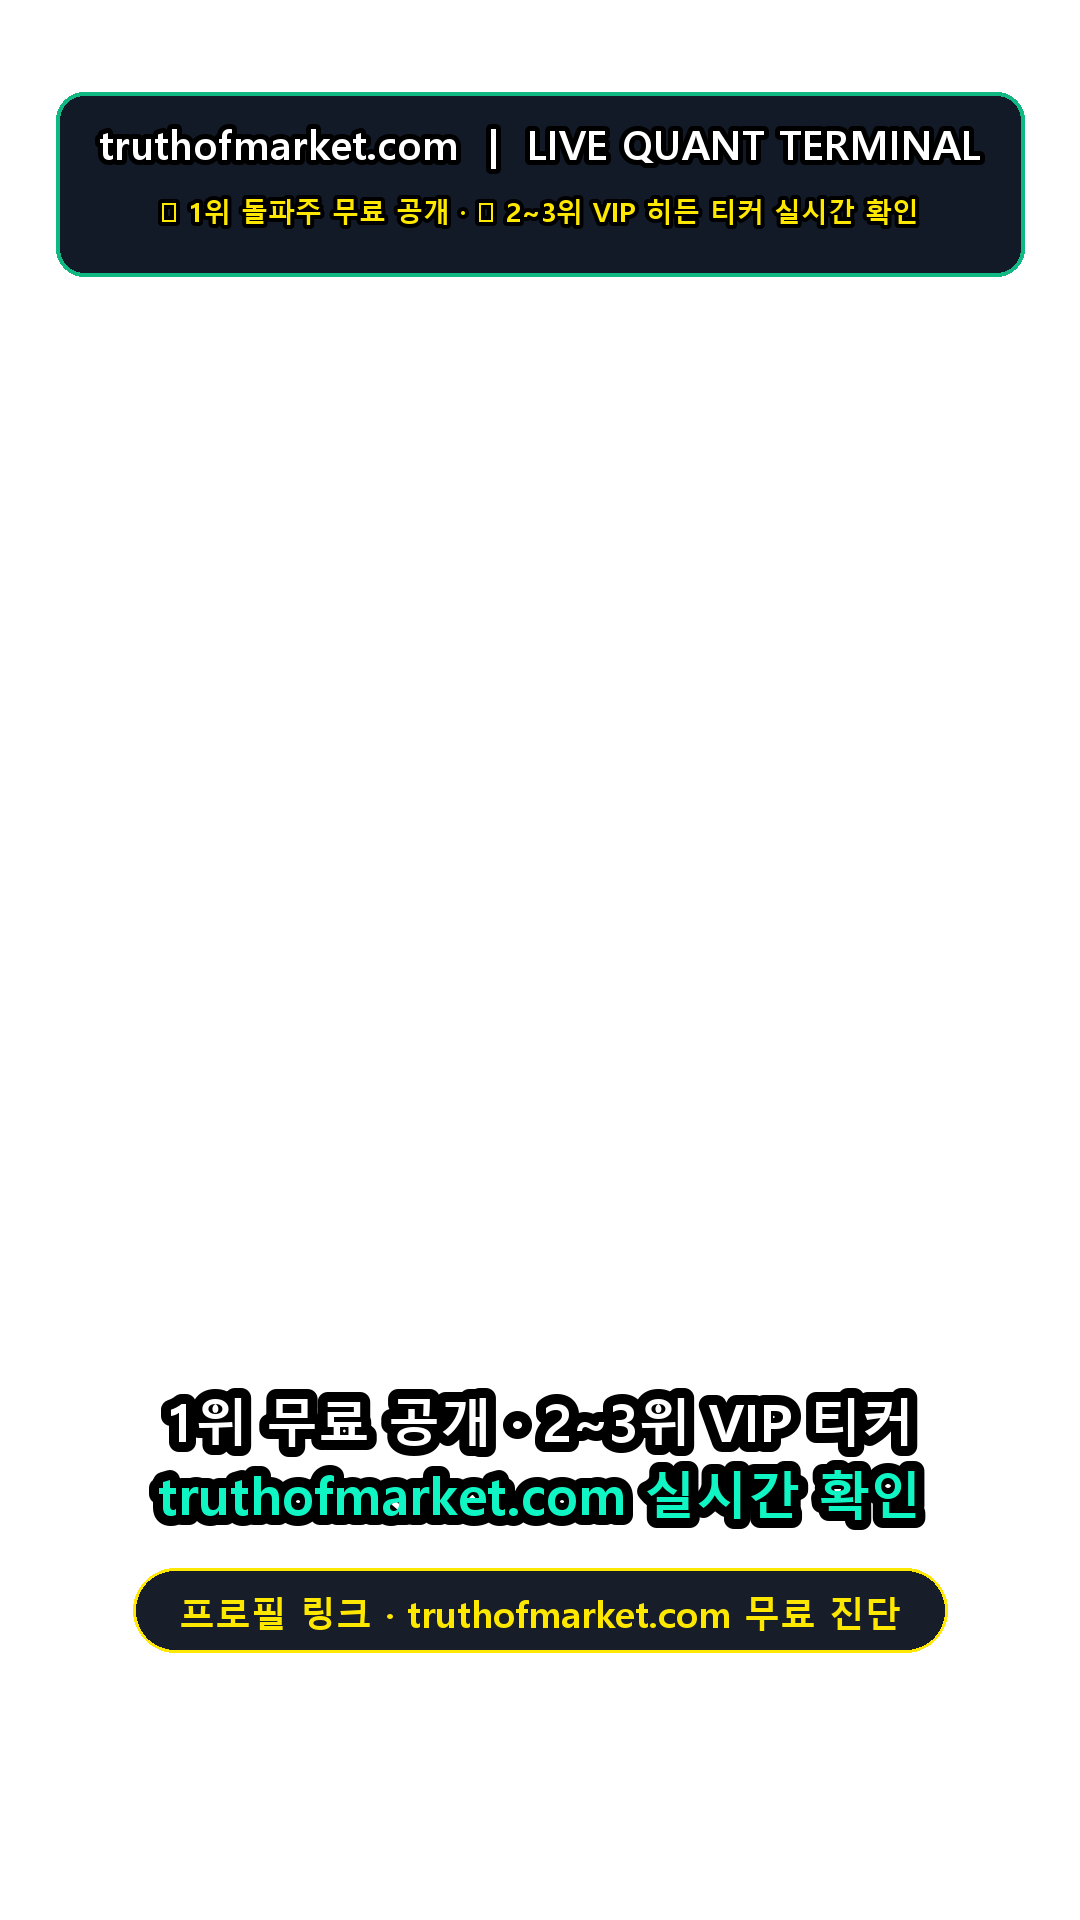 truthofmarket.com | LIVE QUANT TERMINAL
1위 돌파주 무료 공개 · 2~3위 VIP 히든 티커 실시간 확인
1위 무료 공개 · 2~3위 VIP 티커
truthofmarket.com 실시간 확인
프로필 링크 · truthofmarket.com 무료 진단